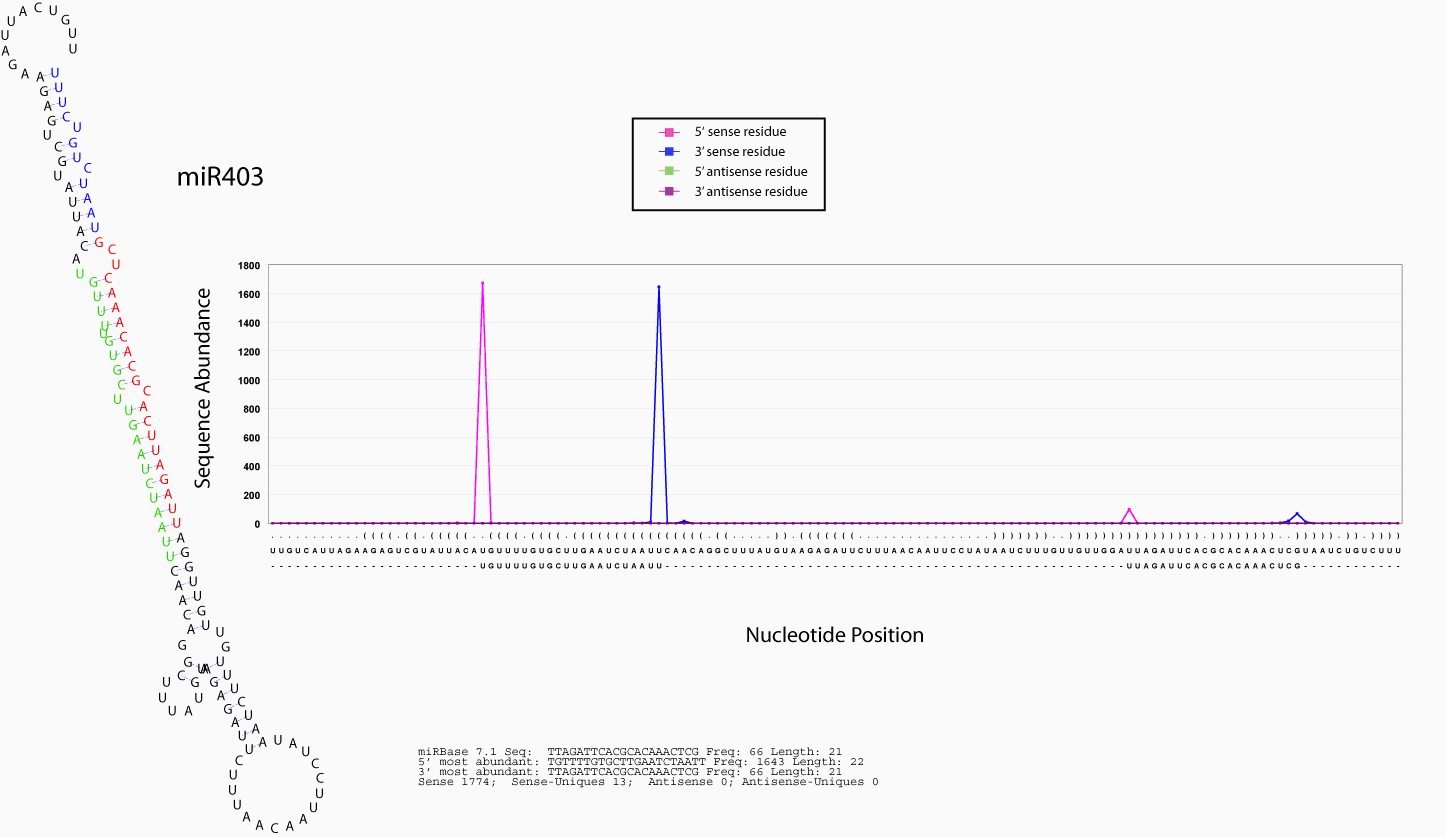 miR403
5’ sense residue
3’ sense residue
5’ antisense residue
3’ antisense residue
Sequence Abundance
1800
1600
1400
1200
1000
800
600
400
200
0
UUGUCAUUAGAAGAGUCGUAUUACAUGUUUUGUGCUUGAAUCUAAUUCAACAGGCUUUAUGUAAGAGAUUCUUUAACAAUUCCUAUAAUCUUUGUUGUUGGAUUAGAUUCACGCACAAACUCGUAAUCUGUCUUU
-------------------------UGUUUUGUGCUUGAAUCUAAUU-------------------------------------------------------UUAGAUUCACGCACAAACUCG------------
Nucleotide Position
miRBase 7.1 Seq: TTAGATTCACGCACAAACTCG Freq: 66 Length: 21
5’ most abundant: TGTTTTGTGCTTGAATCTAATT Freq: 1643 Length: 22
3’ most abundant: TTAGATTCACGCACAAACTCG Freq: 66 Length: 21
Sense 1774; Sense-Uniques 13; Antisense 0; Antisense-Uniques 0